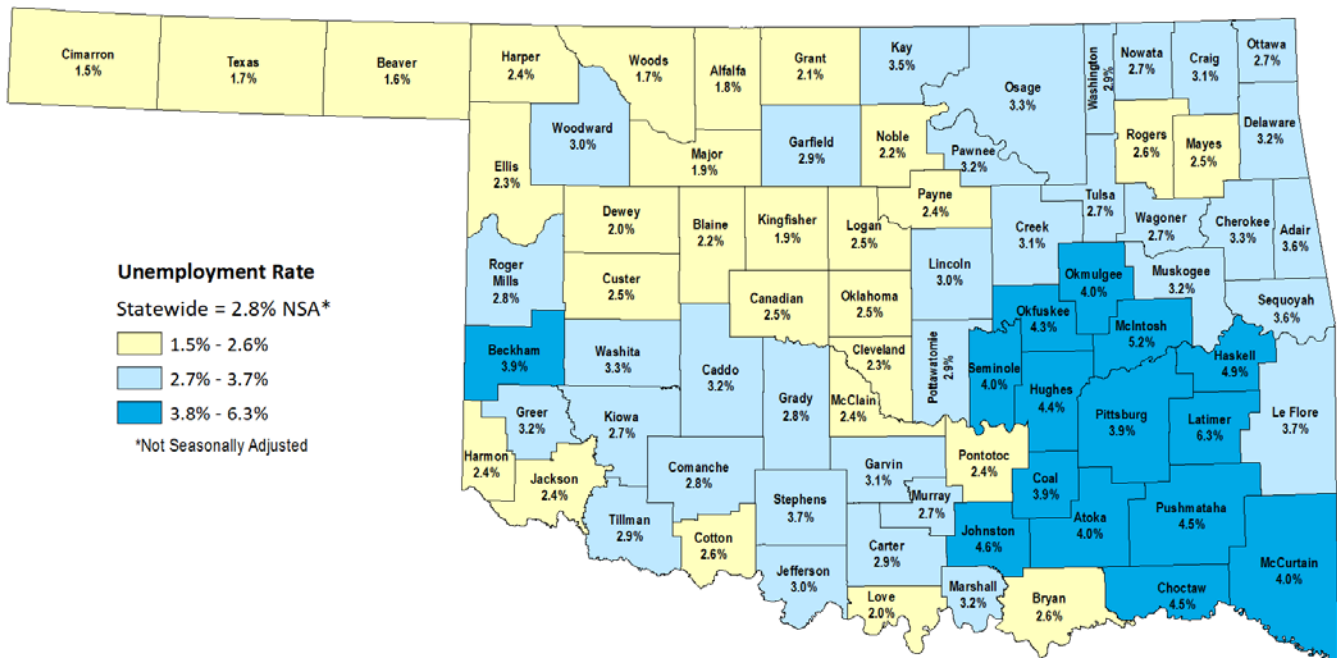 Cimarron
1.5%
Texas
1.7%
Beaver
1.6%
Harper
2.4%
Woods
1.7%
Alfalfa
1.8%
Grant
2.1%
Kay
3.5%
Osage
3.3%
Washington
2.9%
Nowata
2.7%
Craig
3.1%
Ottawa
2.7%
Woodward
3.0%
Ellis
2.3%
Major
1.9%
Garfield
2.9%
Noble
2.2%
Pawnee
3.2%
Rogers
2.6%
Mayes
2.5%
Delaware
3.2%
Dewey
2.0%
Blaine
2.2%
Kingfisher
1.9%
Logan
2.5%
Payne
2.4%
Creek
3.1%
Tulsa
2.7%
Wagoner
2.7%
Cherokee
3.3%
Adair
3.6%
Roger
Mills
2.8%
Custer
2.5%
Canadian
2.5%
Oklahoma
2.5%
Lincoln
3.0%
Okmulgee
4.0%
Muskogee
3.2%
Sequoyah
3.6%
Unemployment Rate
Statewide = 2.8% NSA*
1.5% - 2.6%
2.7% - 3.7%
3.8% - 6.3%
*Not Seasonally Adjusted
Beckham
3.9%
Washita
3.3%
Caddo
3.2%
Grady
2.8%
Cleveland
2.3%
McClain
2.4%
Pottawatomie
2.9%
Seminole
4.0%
Okfuskee
4.3%
McIntosh
5.2%
Haskell
4.9%
Hughes
4.4%
Pittsburg
3.9%
Latimer
6.3%
Le Flore
3.7%
Greer
3.2%
Kiowa
2.7%
Harmon
2.4%
Jackson
2.4%
Comanche
2.8%
Garvin
3.1%
Pontotoc
2.4%
Coal
3.9%
Tillman
2.9%
Cotton
2.6%
Stephens
3.7%
Murray
2.7%
Johnston
4.6%
Atoka
4.0%
Pushmataha
4.5%
McCurtain
4.0%
Jefferson
3.0%
Carter
2.9%
Love
2.0%
Marshall
3.2%
Bryan
2.6%
Choctaw
4.5%